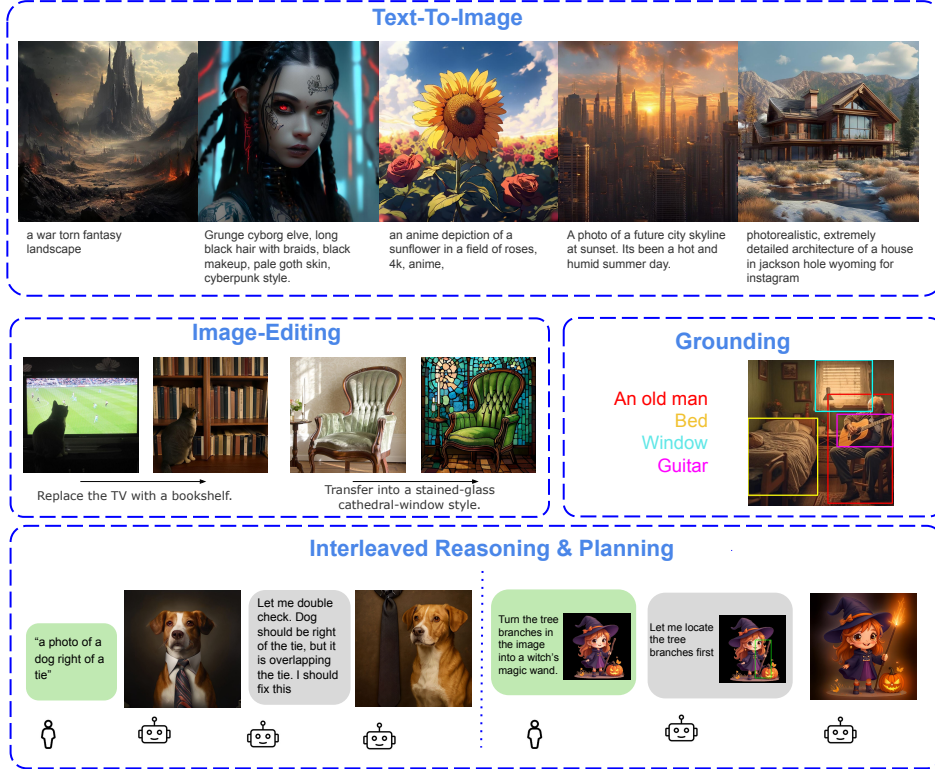 Text-To-Image
a war torn fantasy
landscape
Grunge cyborg elve, long
black hair with braids, black
makeup, pale goth skin,
cyberpunk style.
an anime depiction of a
sunflower in a field of roses,
4k, anime,
A photo of a future city skyline
at sunset. Its been a hot and
humid summer day.
photorealistic, extremely
detailed architecture of a house
in jackson hole wyoming for
instagram
Image-Editing
Replace the TV with a bookshelf.
Transfer into a stained-glass
cathedral-window style.
Grounding
An old man
Bed
Window
Guitar
Interleaved Reasoning & Planning
“a photo of a
dog right of a
tie”
Let me double
check. Dog
should be right
of the tie, but it
is overlapping
the tie. I should
fix this
Turn the tree
branches in
the image
into a witch's
magic wand.
Let me locate
the tree
branches first